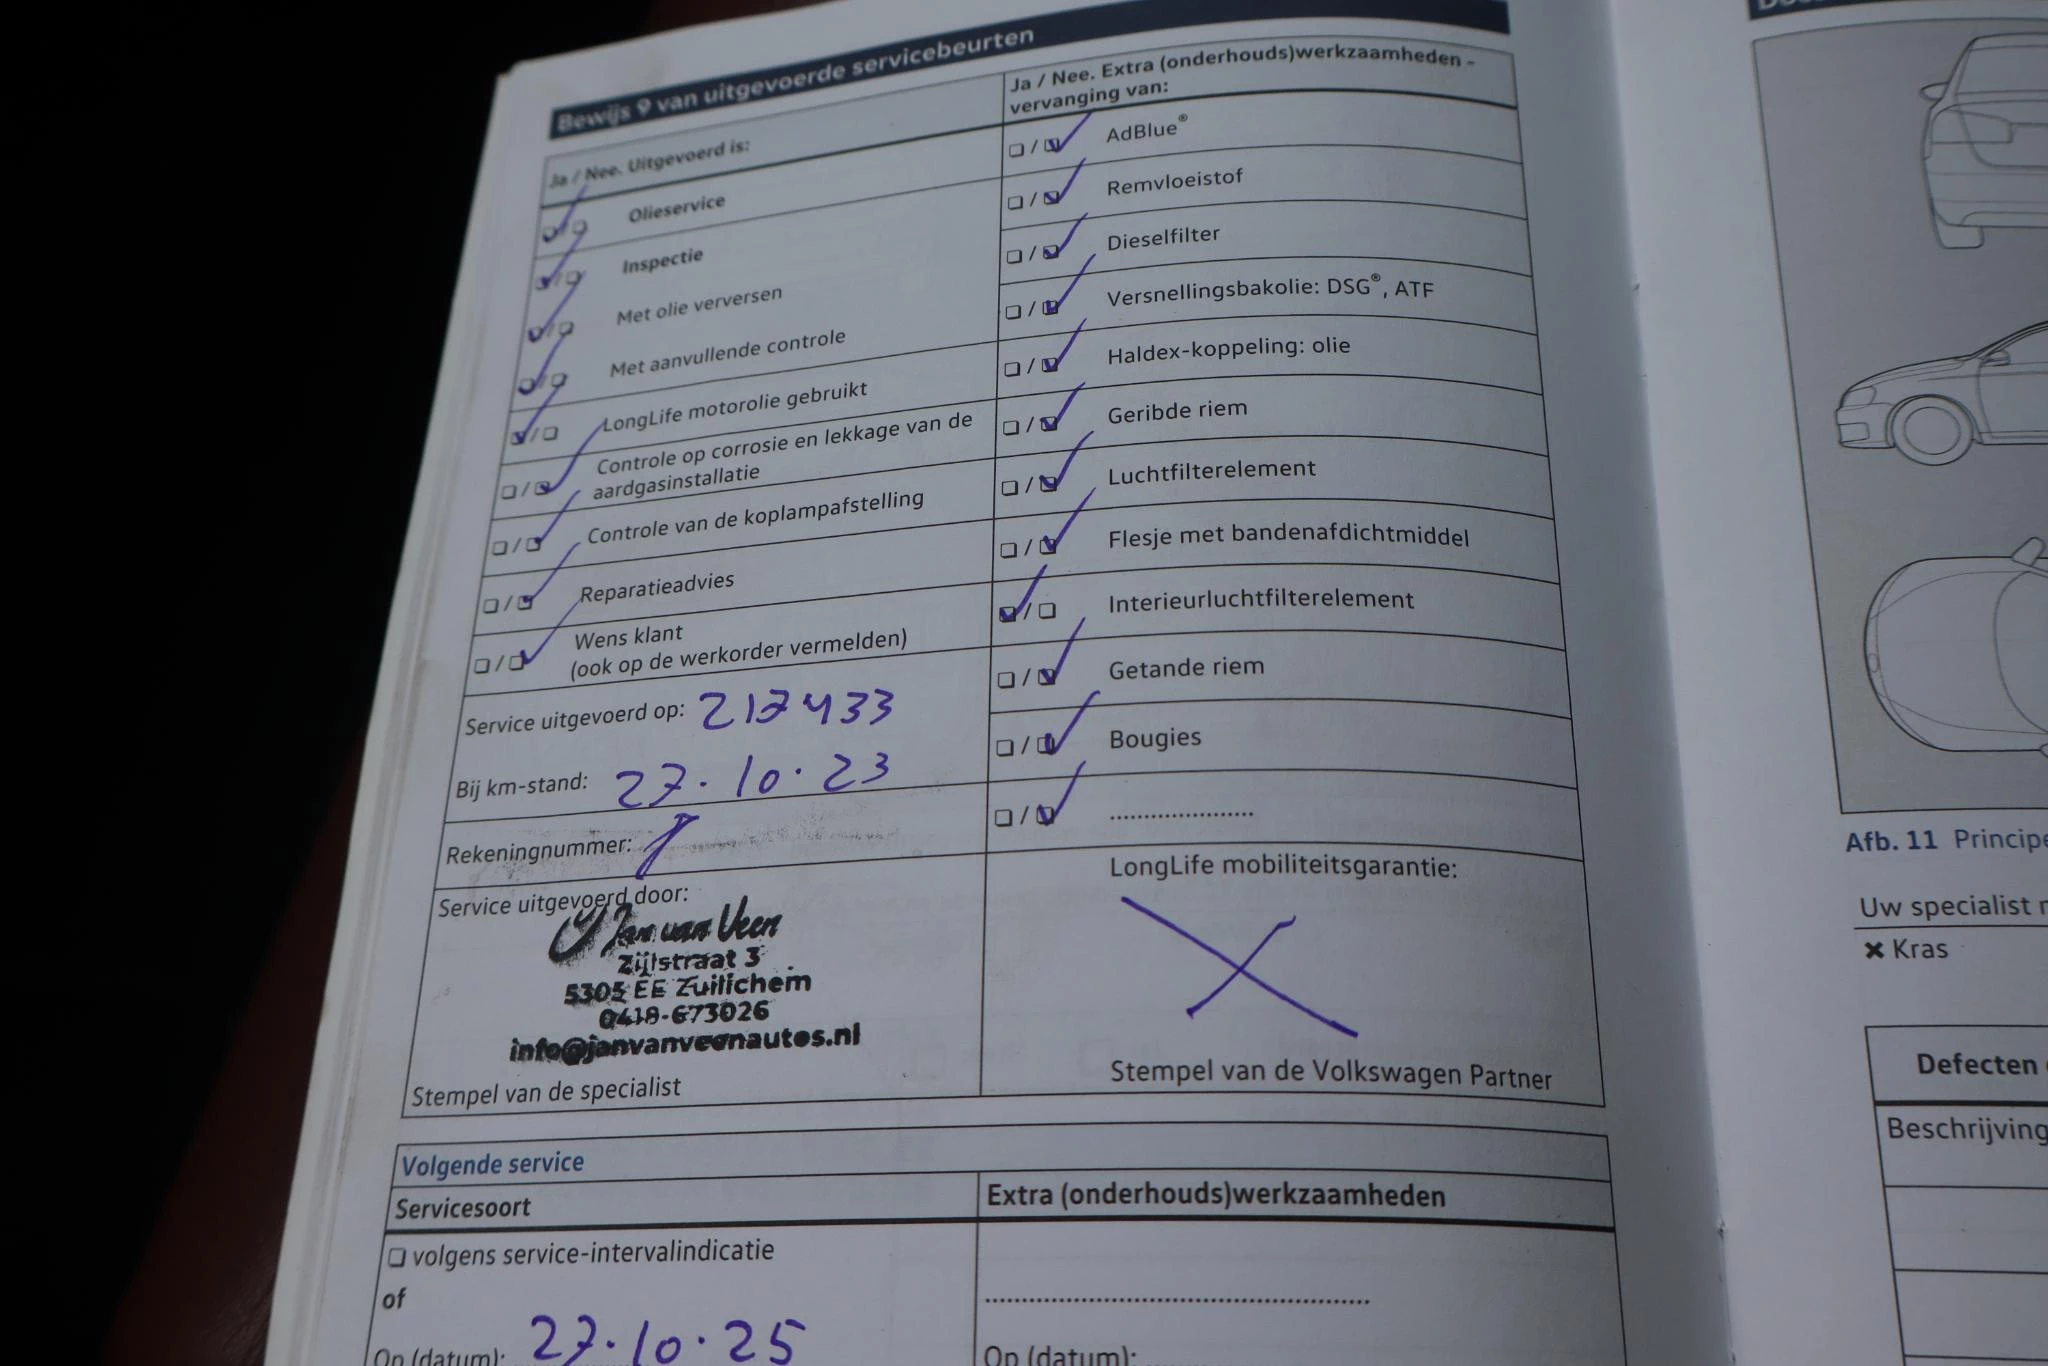 Bewijs 9 van uitgevoerde servicebeurten
Ja / Nee. Uitgevoerd is:
Olieservice
Inspectie
Met olie verversen
Met aanvullende controle
LongLife motorolie gebruikt
Controle op corrosie en lekkage van de
aardgasinstallatie
Controle van de koplampafstelling
Reparatieadvies
Wens klant
(ook op de werkorder vermelden)
Service uitgevoerd op: 212433
Bij km-stand: 27.10.23
Rekeningnummer:
Service uitgevoerd door:
Jan van Veen
Zijlstraat 3
5305 EE Zuilichem
0418-673026
info@janvanveenautos.nl
Stempel van de specialist
Ja / Nee. Extra (onderhouds)werkzaamheden -
vervanging van:
AdBlue®
Remvloeistof
Dieselfilter
Versnellingsbakolie: DSG®, ATF
Haldex-koppeling: olie
Geribde riem
Luchtfilterelement
Flesje met bandenafdichtmiddel
Interieurluchtfilterelement
Getande riem
Bougies
LongLife mobiliteitsgarantie:
Stempel van de Volkswagen Partner
Volgende service
Servicesoort
Extra (onderhouds)werkzaamheden
volgens service-intervalindicatie
of
Op (datum): 27.10.25
Op (datum):
Afb. 11
Uw specialist
Kras
Defecten
Beschrijving